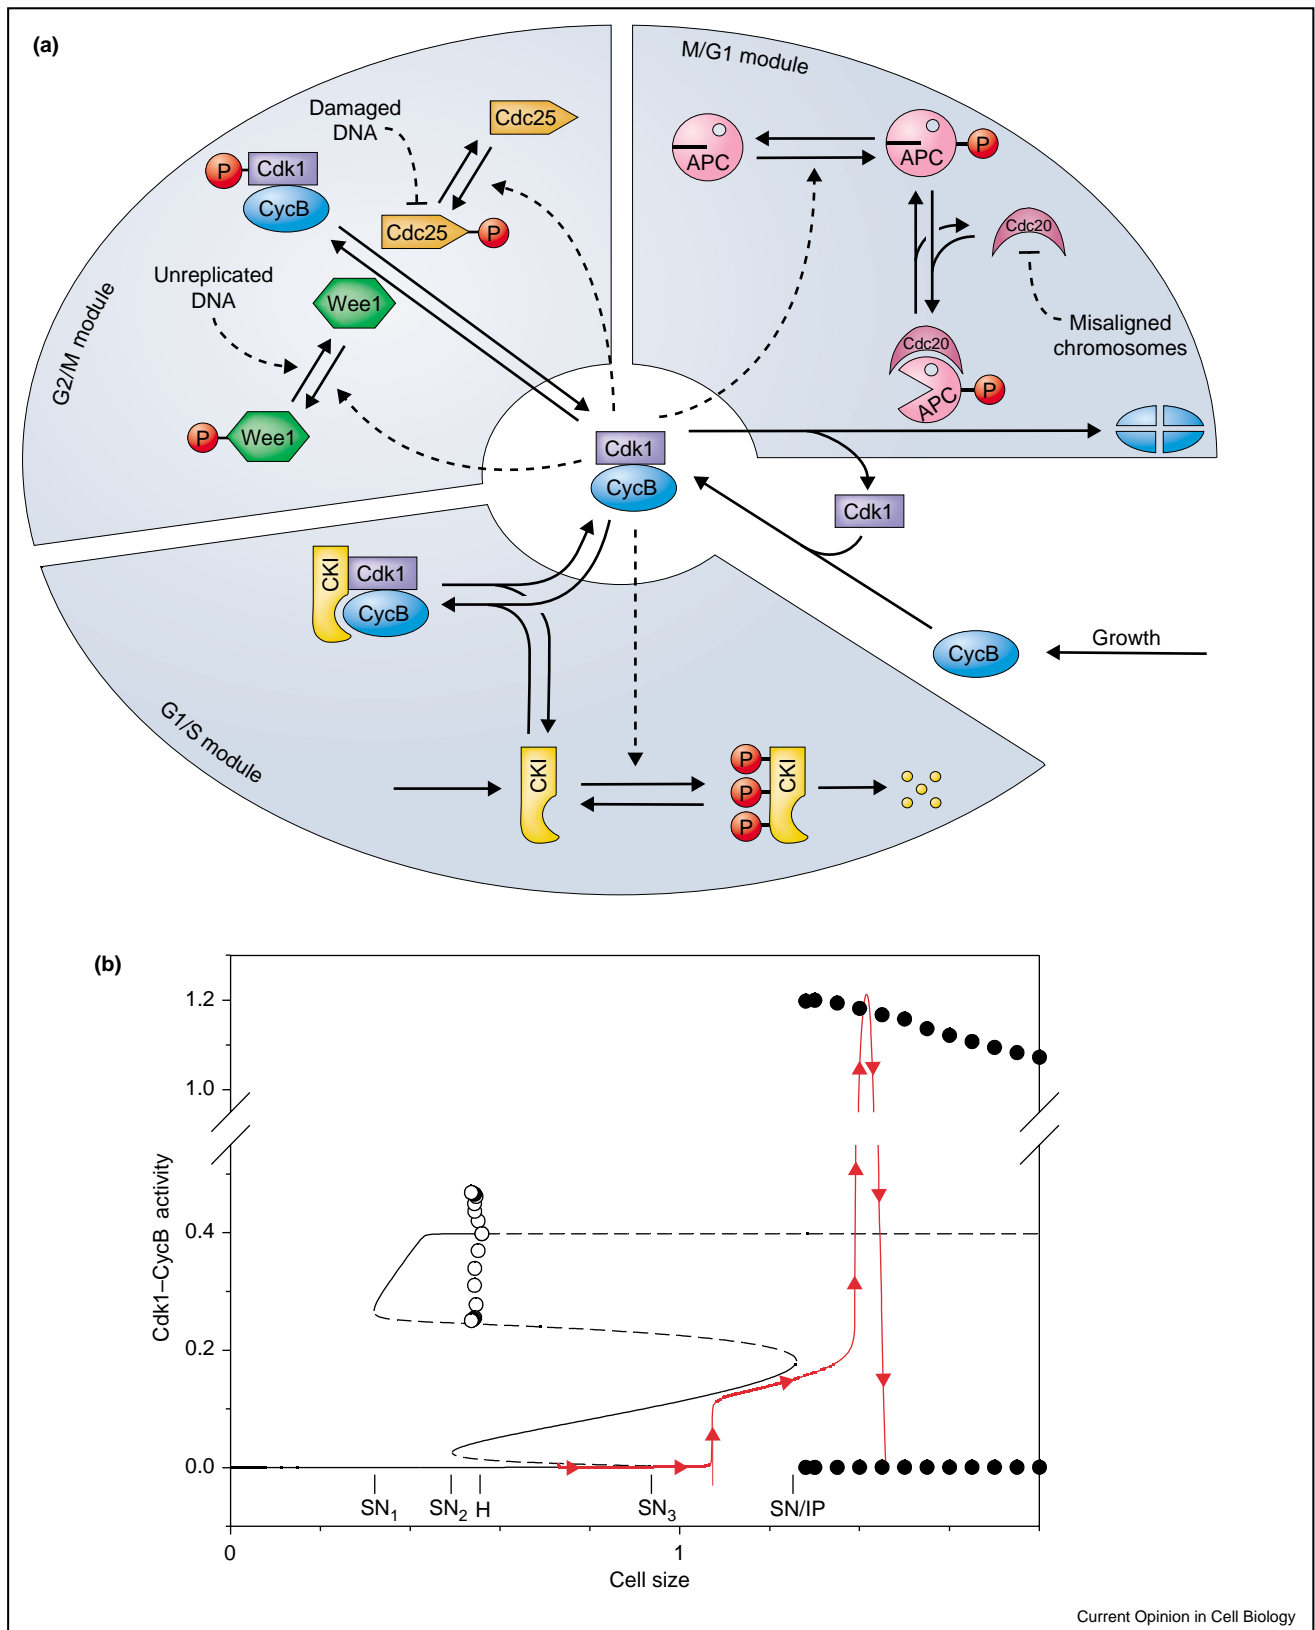 (a)
M/G1 module
Damaged
DNA
Cdc25
P
Cdk1
CycB
Cdc25
P
APC
APC
P
Cdc20
Unreplicated
DNA
Wee1
G2/M module
P
Wee1
Misaligned
chromosomes
Cdc20
APC
P
Cdk1
CycB
Cdk1
CKI
Cdk1
CycB
CycB
Growth
G1/S module
CKI
P
P
P
CKI
(b)
1.2
1.0
Cdk1–CycB activity
0.4
0.2
0.0
SN1
SN2
H
SN3
SN/IP
0
1
Cell size
Current Opinion in Cell Biology